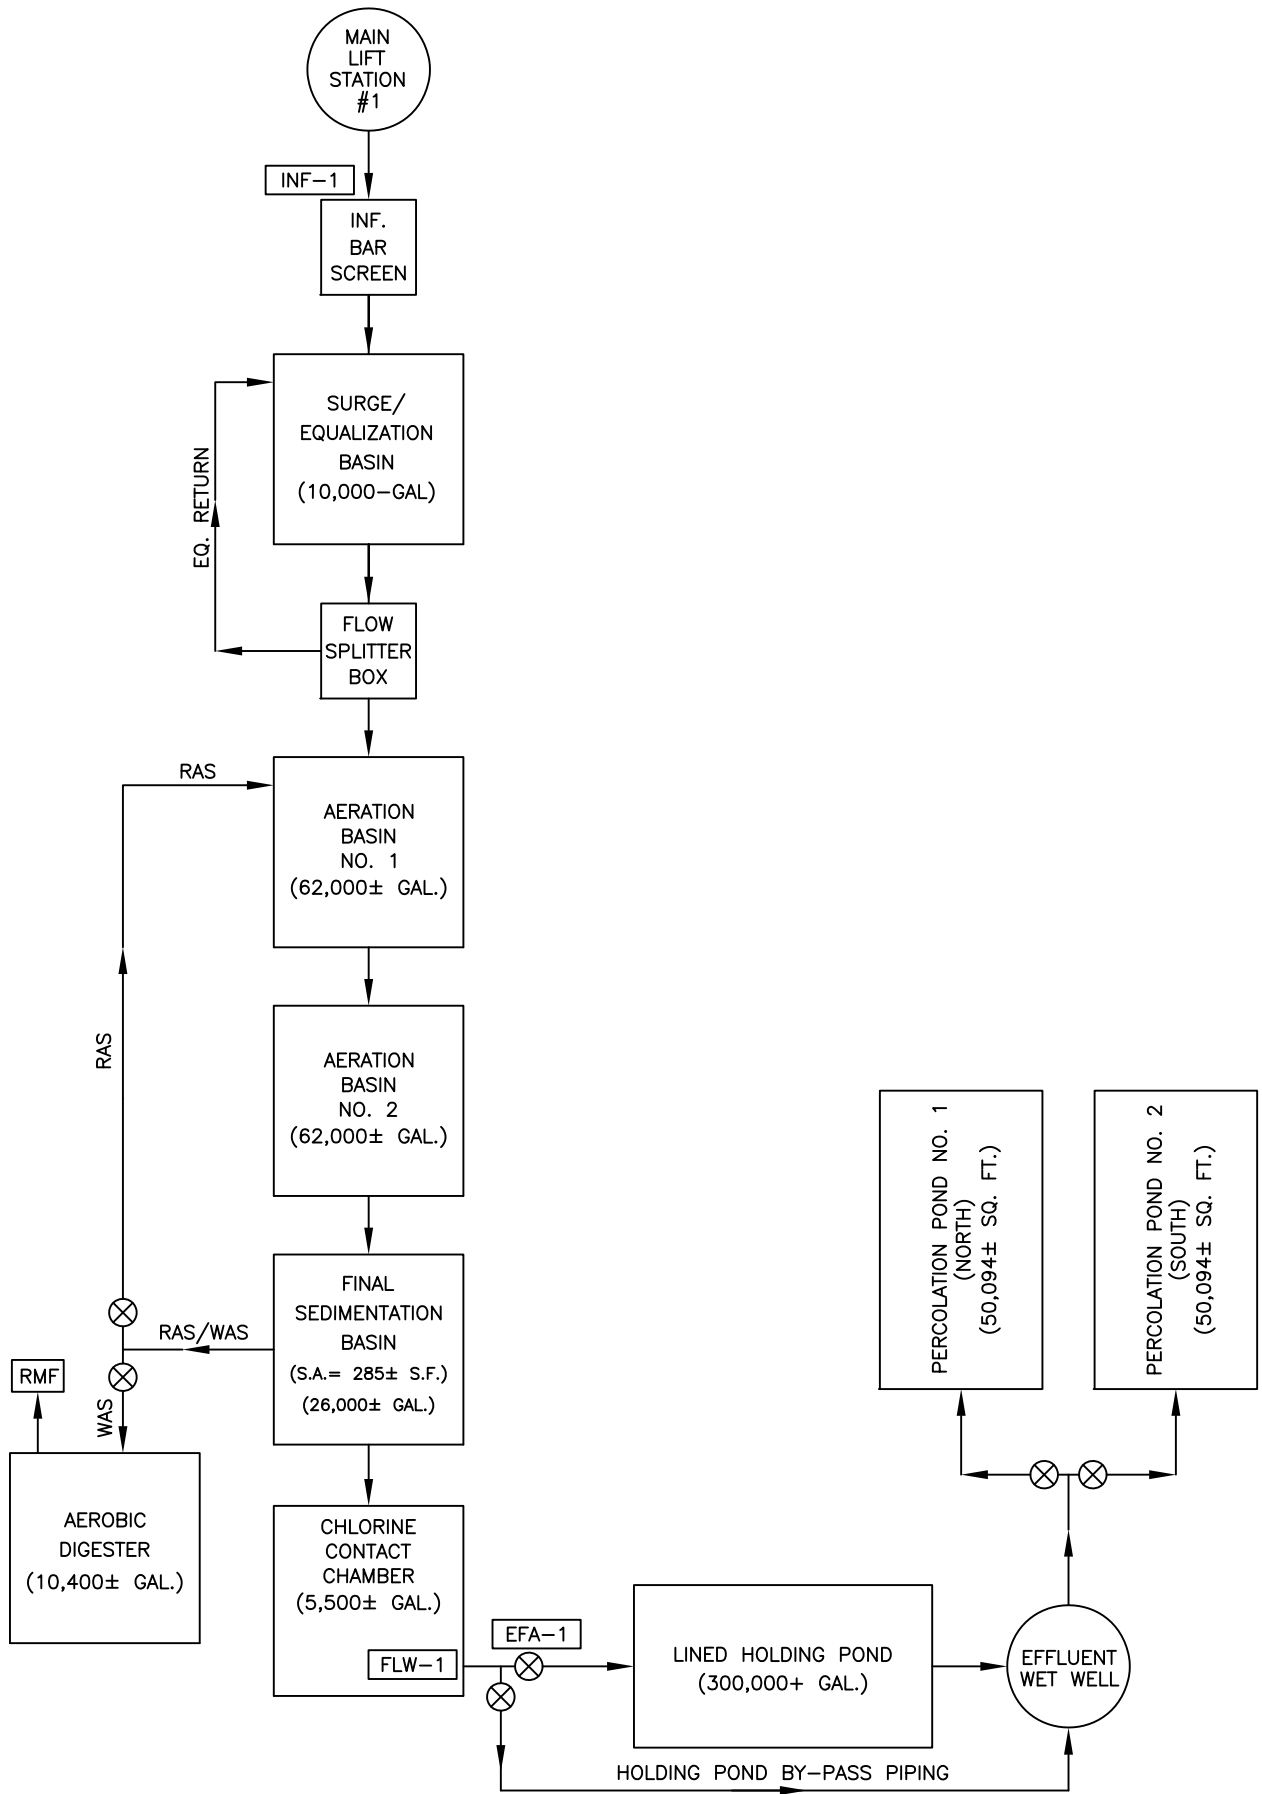 MAIN
LIFT
STATION
#1
INF-1
INF.
BAR
SCREEN
SURGE/
EQUALIZATION
BASIN
(10,000-GAL)
EQ. RETURN
FLOW
SPLITTER
BOX
RAS
AERATION
BASIN
NO. 1
(62,000± GAL.)
RAS
AERATION
BASIN
NO. 2
(62,000± GAL.)
PERCOLATION POND NO. 1
(NORTH)
(50,094± SQ. FT.)
PERCOLATION POND NO. 2
(SOUTH)
(50,094± SQ. FT.)
FINAL
SEDIMENTATION
BASIN
(S.A.= 285± S.F.)
(26,000± GAL.)
RAS/WAS
RMF
WAS
AEROBIC
DIGESTER
(10,400± GAL.)
CHLORINE
CONTACT
CHAMBER
(5,500± GAL.)
FLW-1
EFA-1
LINED HOLDING POND
(300,000+ GAL.)
EFFLUENT
WET WELL
HOLDING POND BY-PASS PIPING